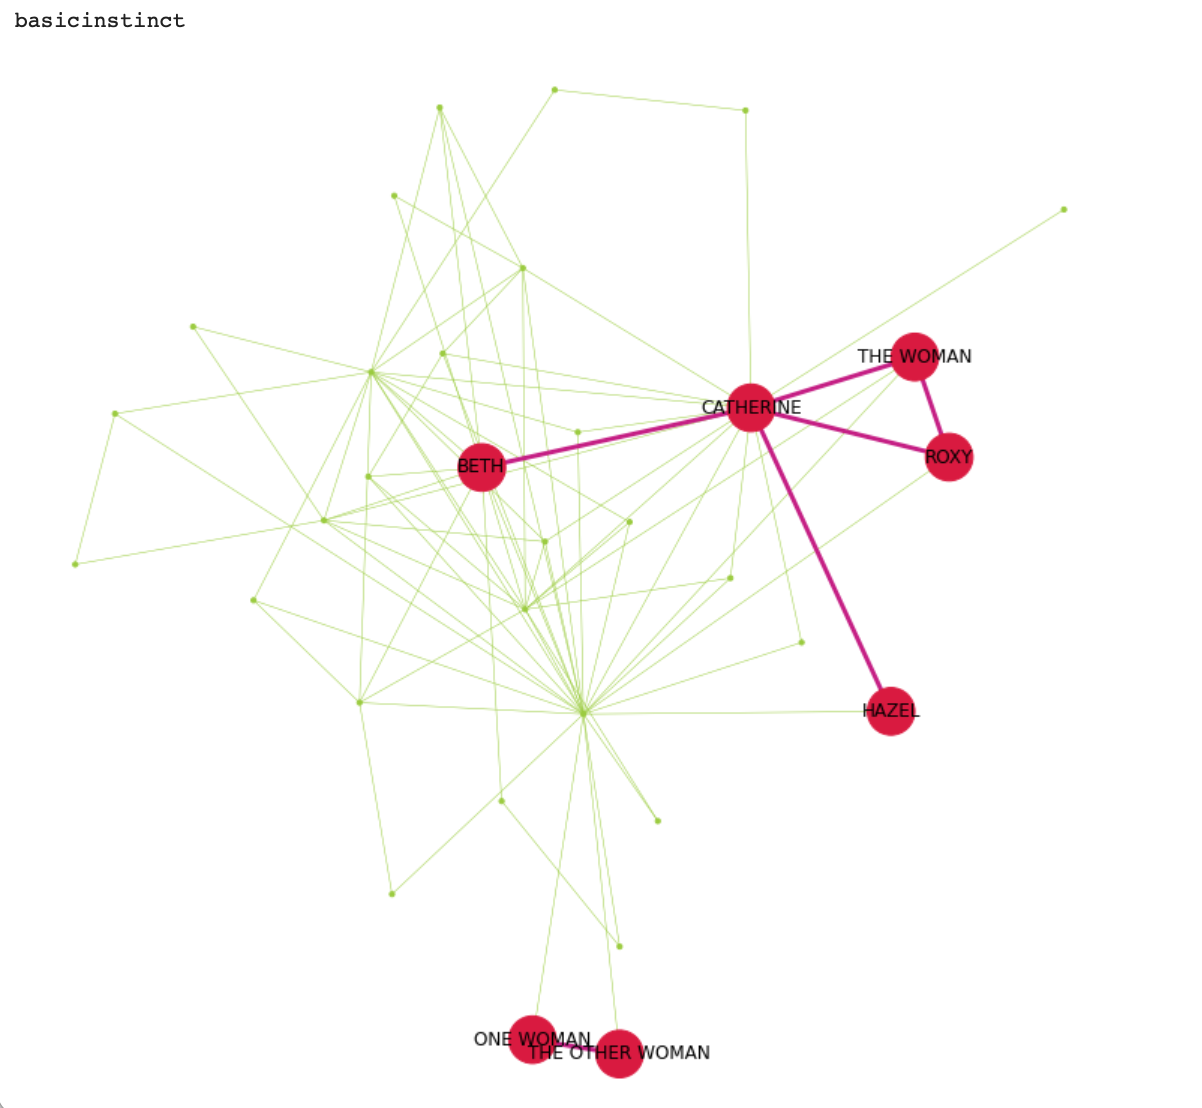 basicinstinct
THE WOMAN
CATHERINE
ROXY
BETH
HAZEL
ONE WOMAN
THE OTHER WOMAN